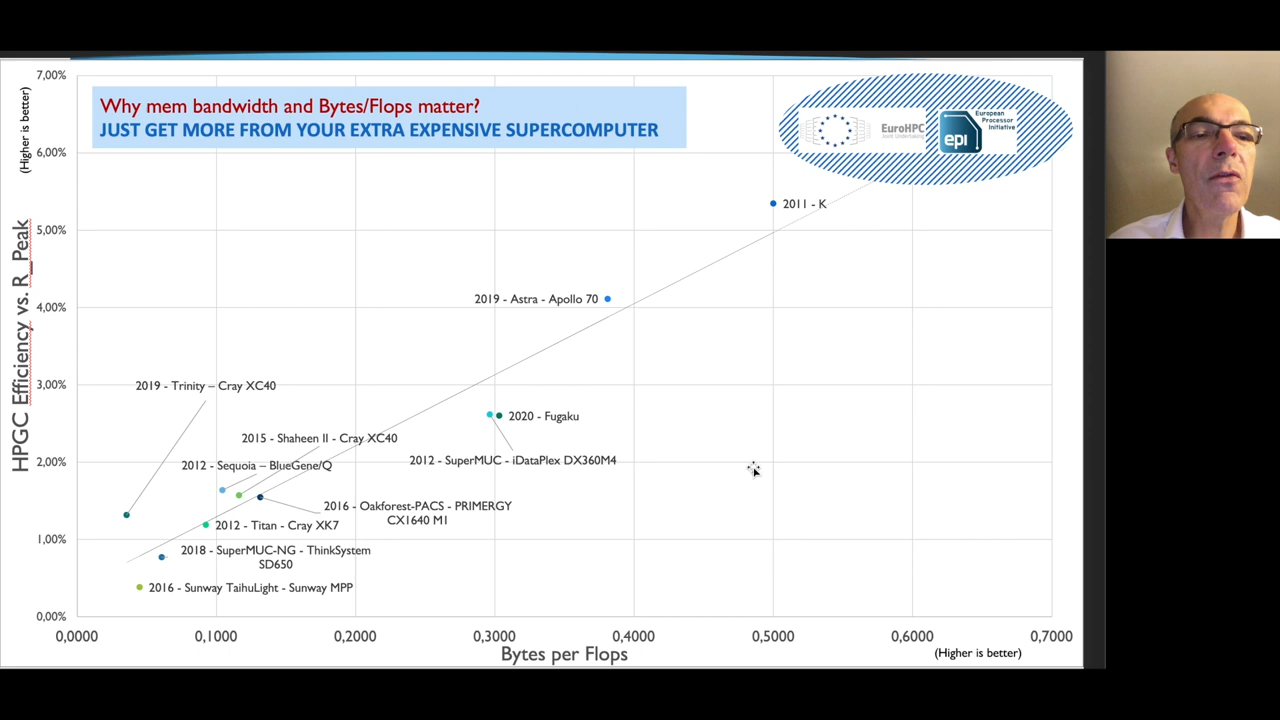 Why mem bandwidth and Bytes/Flops matter?
JUST GET MORE FROM YOUR EXTRA EXPENSIVE SUPERCOMPUTER
EuroHPC
Joint Undertaking
epi
European
Processor
Initiative
(Higher is better)
HPGC Efficiency vs. R_Peak
7,00%
6,00%
5,00%
4,00%
3,00%
2,00%
1,00%
0,00%
2011 - K
2019 - Astra - Apollo 70
2019 - Trinity – Cray XC40
2020 - Fugaku
2015 - Shaheen II - Cray XC40
2012 - SuperMUC - iDataPlex DX360M4
2012 - Sequoia – BlueGene/Q
2016 - Oakforest-PACS - PRIMERGY
CX1640 M1
2012 - Titan - Cray XK7
2018 - SuperMUC-NG - ThinkSystem
SD650
2016 - Sunway TaihuLight - Sunway MPP
0,0000 0,1000 0,2000 0,3000 0,4000 0,5000 0,6000 0,7000
Bytes per Flops
(Higher is better)